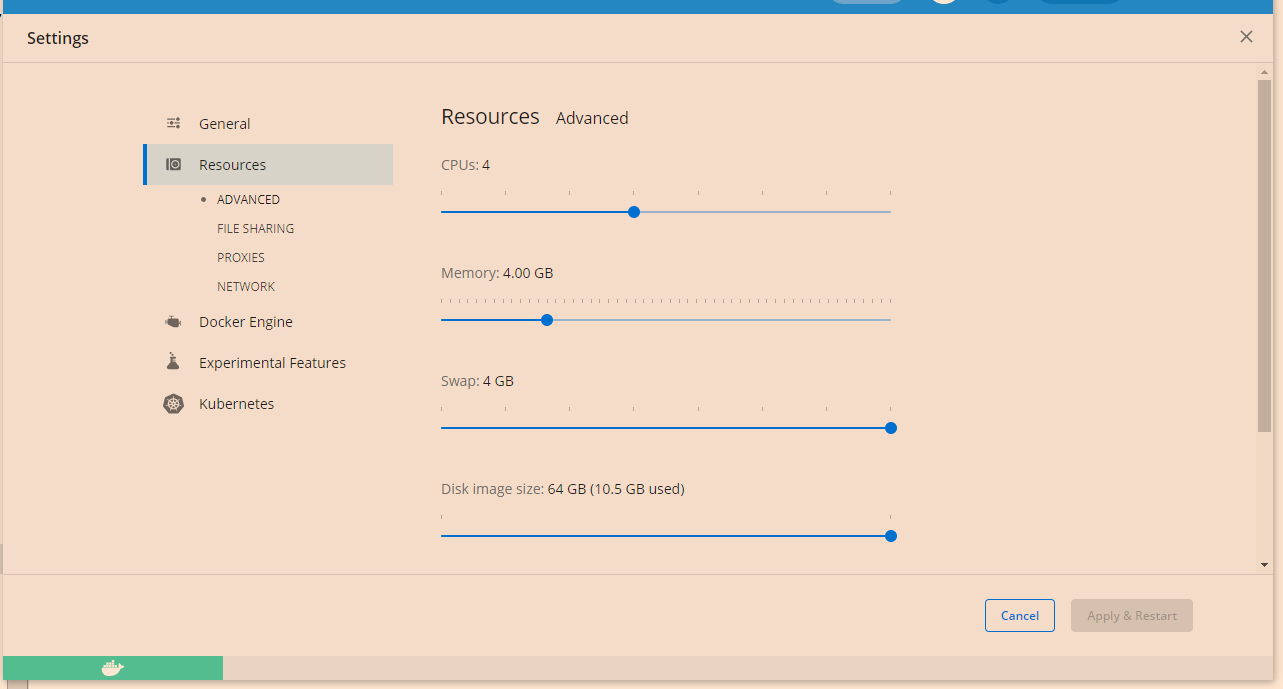 Settings
General
Resources
ADVANCED
FILE SHARING
PROXIES
NETWORK
Docker Engine
Experimental Features
Kubernetes
Resources Advanced
CPUs: 4
Memory: 4.00 GB
Swap: 4 GB
Disk image size: 64 GB (10.5 GB used)
Cancel
Apply & Restart